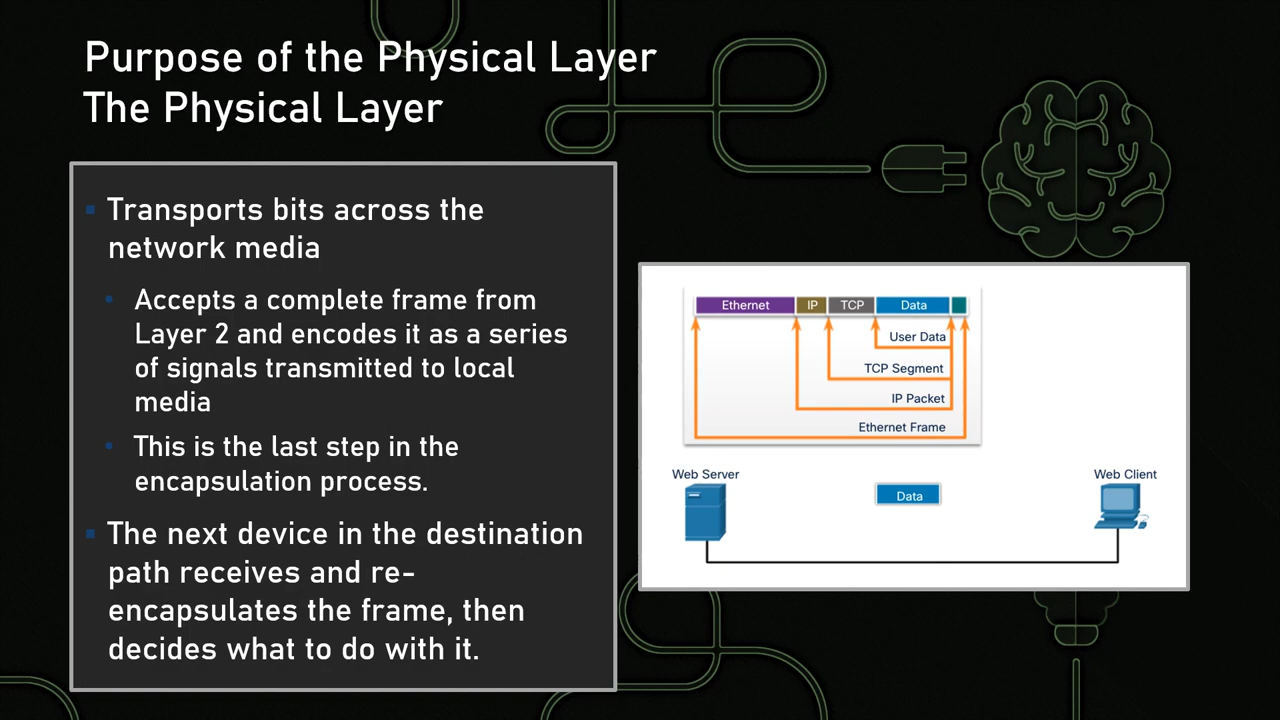 Purpose of the Physical Layer
The Physical Layer
Transports bits across the
network media
Accepts a complete frame from
Layer 2 and encodes it as a series
of signals transmitted to local
media
This is the last step in the
encapsulation process.
The next device in the destination
path receives and re-
encapsulates the frame, then
decides what to do with it.
Ethernet IP TCP Data
User Data
TCP Segment
IP Packet
Ethernet Frame
Web Server
Web Client
Data